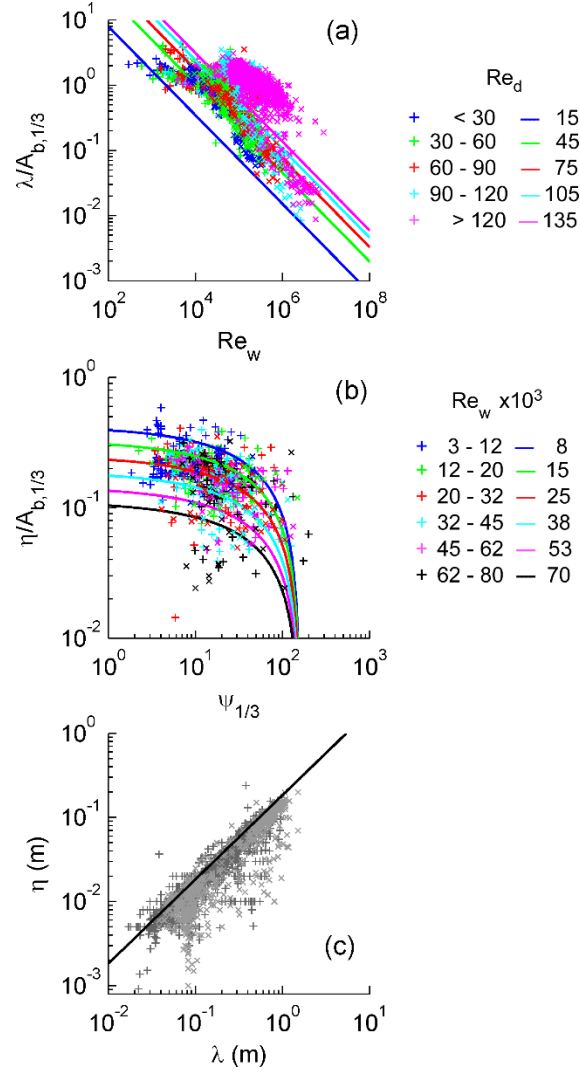 (a)
10^1
10^0
10^-1
10^-2
10^-3
λ/A_b,1/3
10^2 10^4 10^6 10^8
Re_w
Re_d
+ < 30 — 15
+ 30 - 60 — 45
+ 60 - 90 — 75
+ 90 - 120 — 105
+ > 120 — 135
(b)
10^0
10^-1
10^-2
η/A_b,1/3
10^0 10^1 10^2 10^3
ψ_1/3
Re_w x10^3
+ 3 - 12 — 8
+ 12 - 20 — 15
+ 20 - 32 — 25
+ 32 - 45 — 38
+ 45 - 62 — 53
+ 62 - 80 — 70
10^0
10^-1
10^-2
10^-3
η (m)
(c)
10^-2 10^-1 10^0 10^1
λ (m)